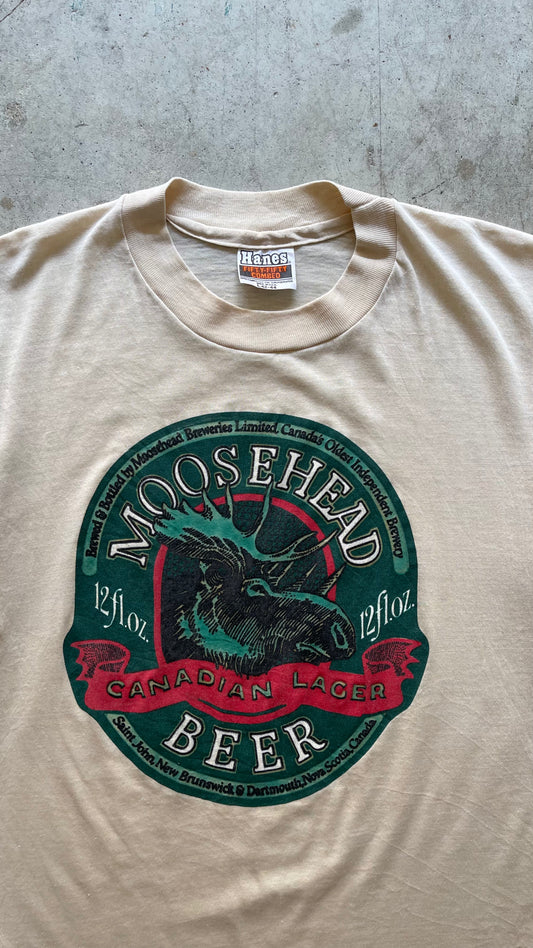 Hanes
FIFTY-FIFTY
COMBED
Brewed & Bottled by Moosehead Breweries Limited, Canada's Oldest Independent Brewery
MOOSEHEAD
12 fl.oz.
12 fl.oz.
CANADIAN LAGER
BEER
Saint John, New Brunswick & Dartmouth, Nova Scotia, Canada